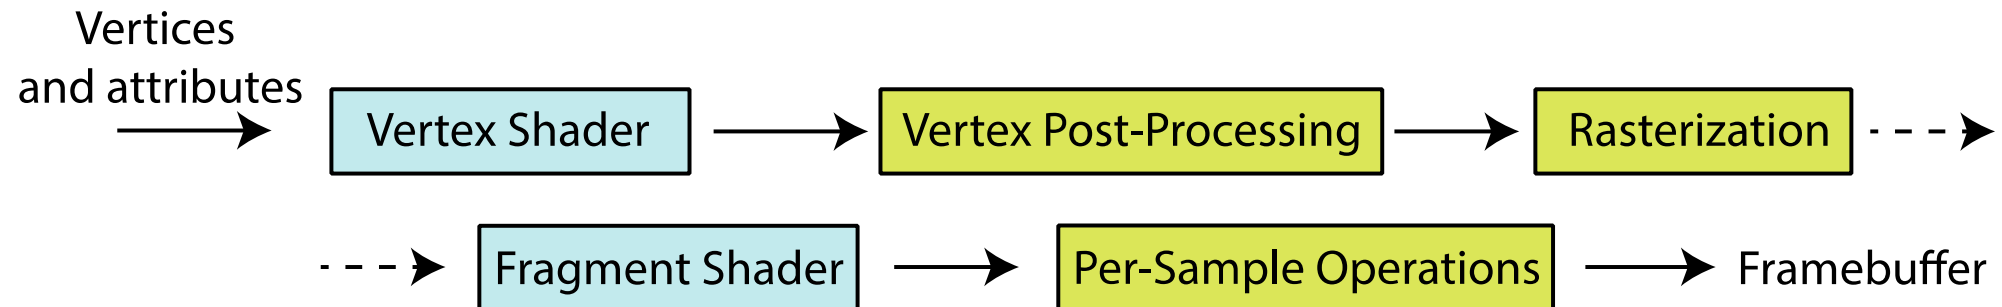 Vertices
and attributes
Vertex Shader
Vertex Post-Processing
Rasterization
Fragment Shader
Per-Sample Operations
Framebuffer